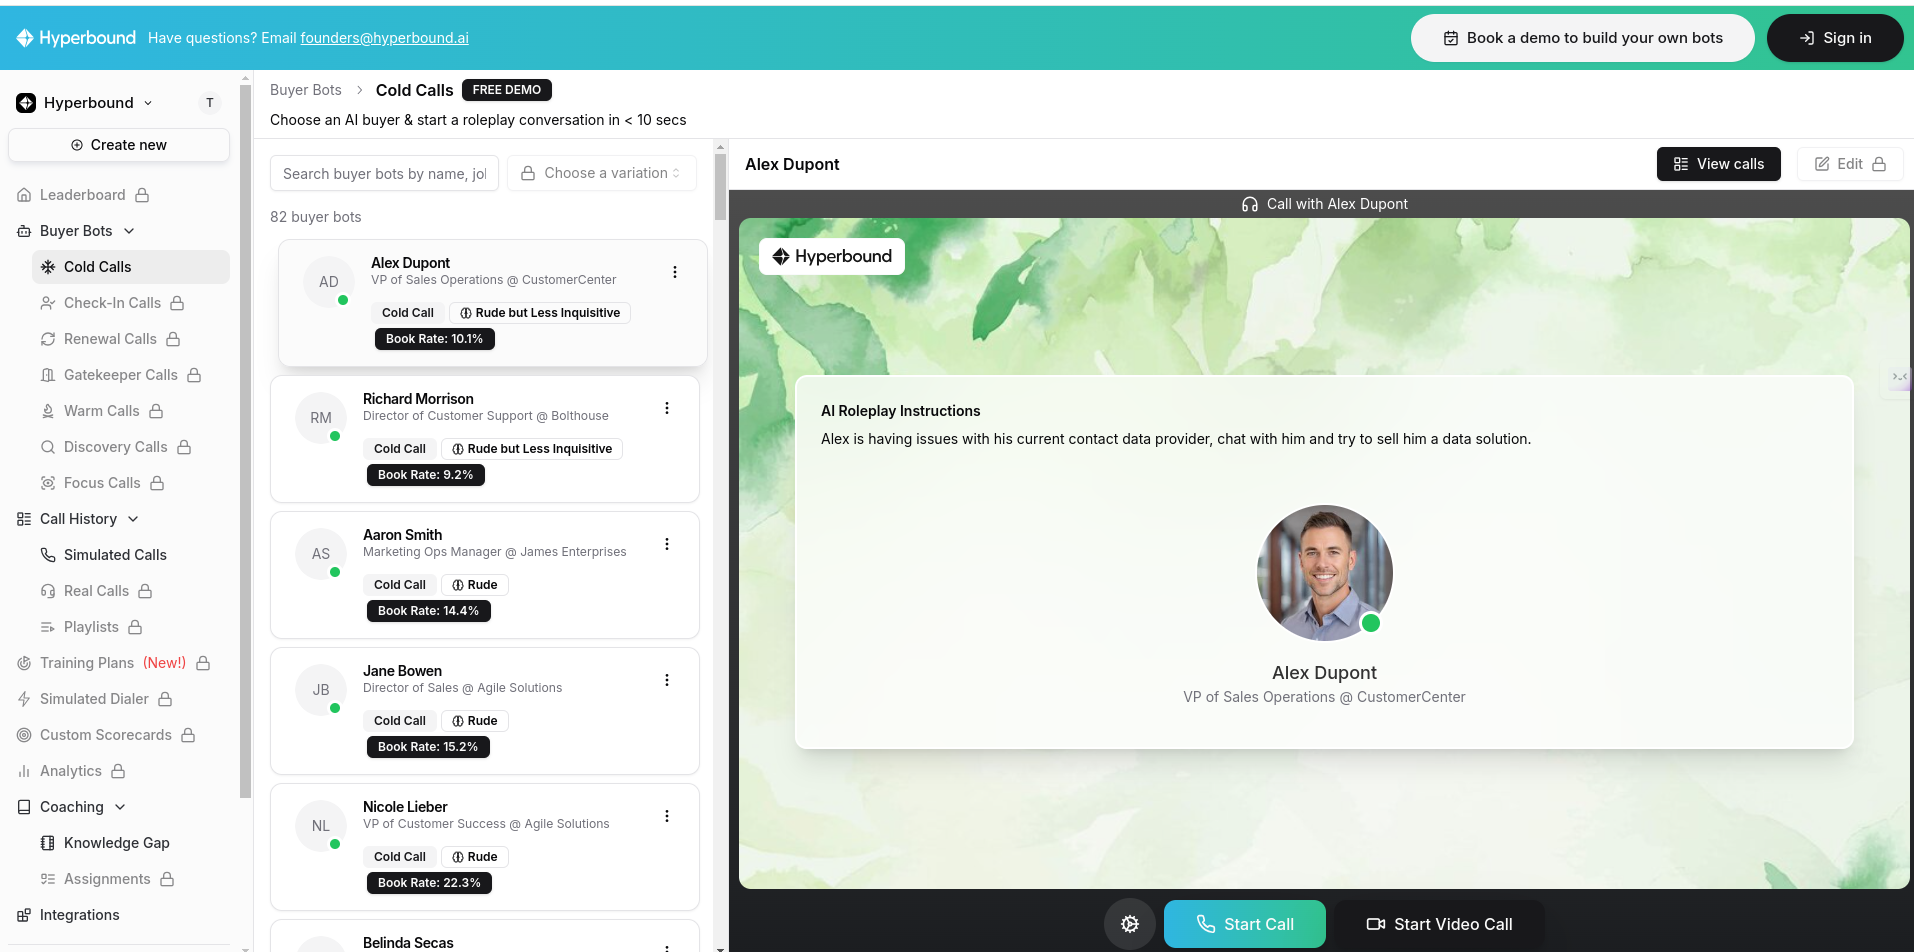 Hyperbound Have questions? Email founders@hyperbound.ai
Book a demo to build your own bots
Sign in
Hyperbound
T
Create new
Leaderboard
Buyer Bots
Cold Calls
Check-In Calls
Renewal Calls
Gatekeeper Calls
Warm Calls
Discovery Calls
Focus Calls
Call History
Simulated Calls
Real Calls
Playlists
Training Plans (New!)
Simulated Dialer
Custom Scorecards
Analytics
Coaching
Knowledge Gap
Assignments
Integrations
Buyer Bots > Cold Calls FREE DEMO
Choose an AI buyer & start a roleplay conversation in < 10 secs
Search buyer bots by name, jol
Choose a variation
82 buyer bots
AD
Alex Dupont
VP of Sales Operations @ CustomerCenter
Cold Call Rude but Less Inquisitive
Book Rate: 10.1%
RM
Richard Morrison
Director of Customer Support @ Bolthouse
Cold Call Rude but Less Inquisitive
Book Rate: 9.2%
AS
Aaron Smith
Marketing Ops Manager @ James Enterprises
Cold Call Rude
Book Rate: 14.4%
JB
Jane Bowen
Director of Sales @ Agile Solutions
Cold Call Rude
Book Rate: 15.2%
NL
Nicole Lieber
VP of Customer Success @ Agile Solutions
Cold Call Rude
Book Rate: 22.3%
Belinda Secas
Alex Dupont
View calls
Edit
Call with Alex Dupont
Hyperbound
AI Roleplay Instructions
Alex is having issues with his current contact data provider, chat with him and try to sell him a data solution.
Alex Dupont
VP of Sales Operations @ CustomerCenter
Start Call
Start Video Call